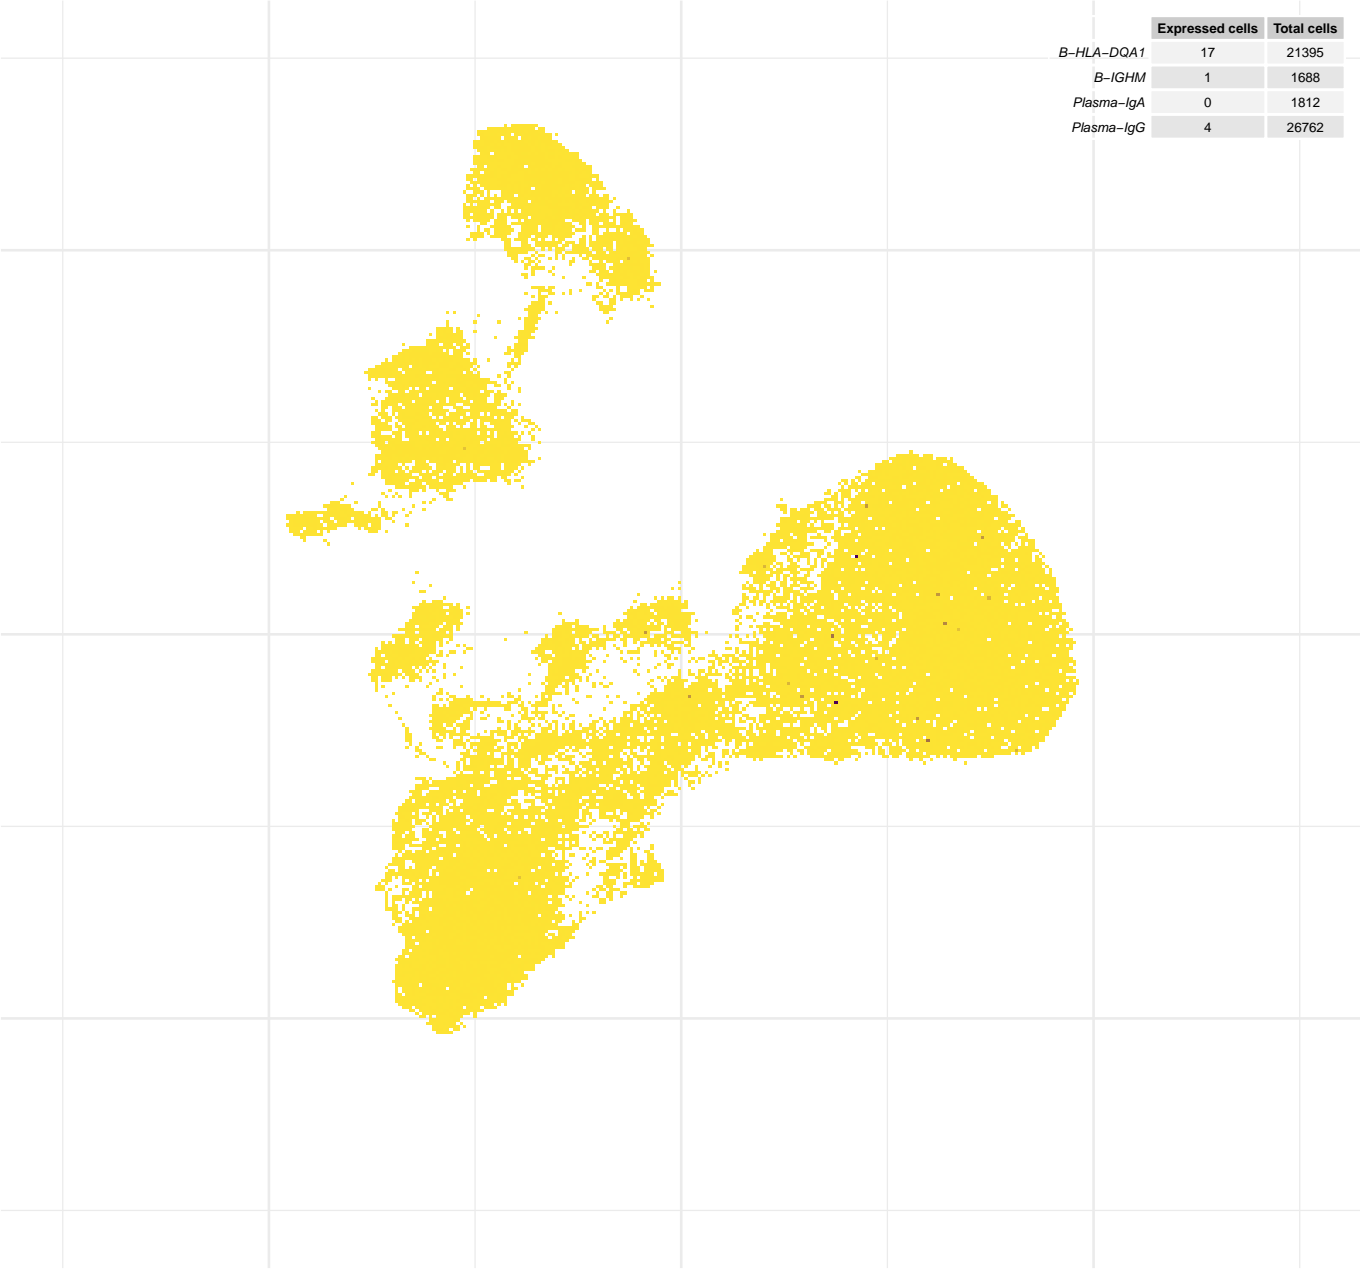 Expressed cells Total cells
B−HLA−DQA1 17 21395
B−IGHM 1 1688
Plasma−IgA 0 1812
Plasma−IgG 4 26762